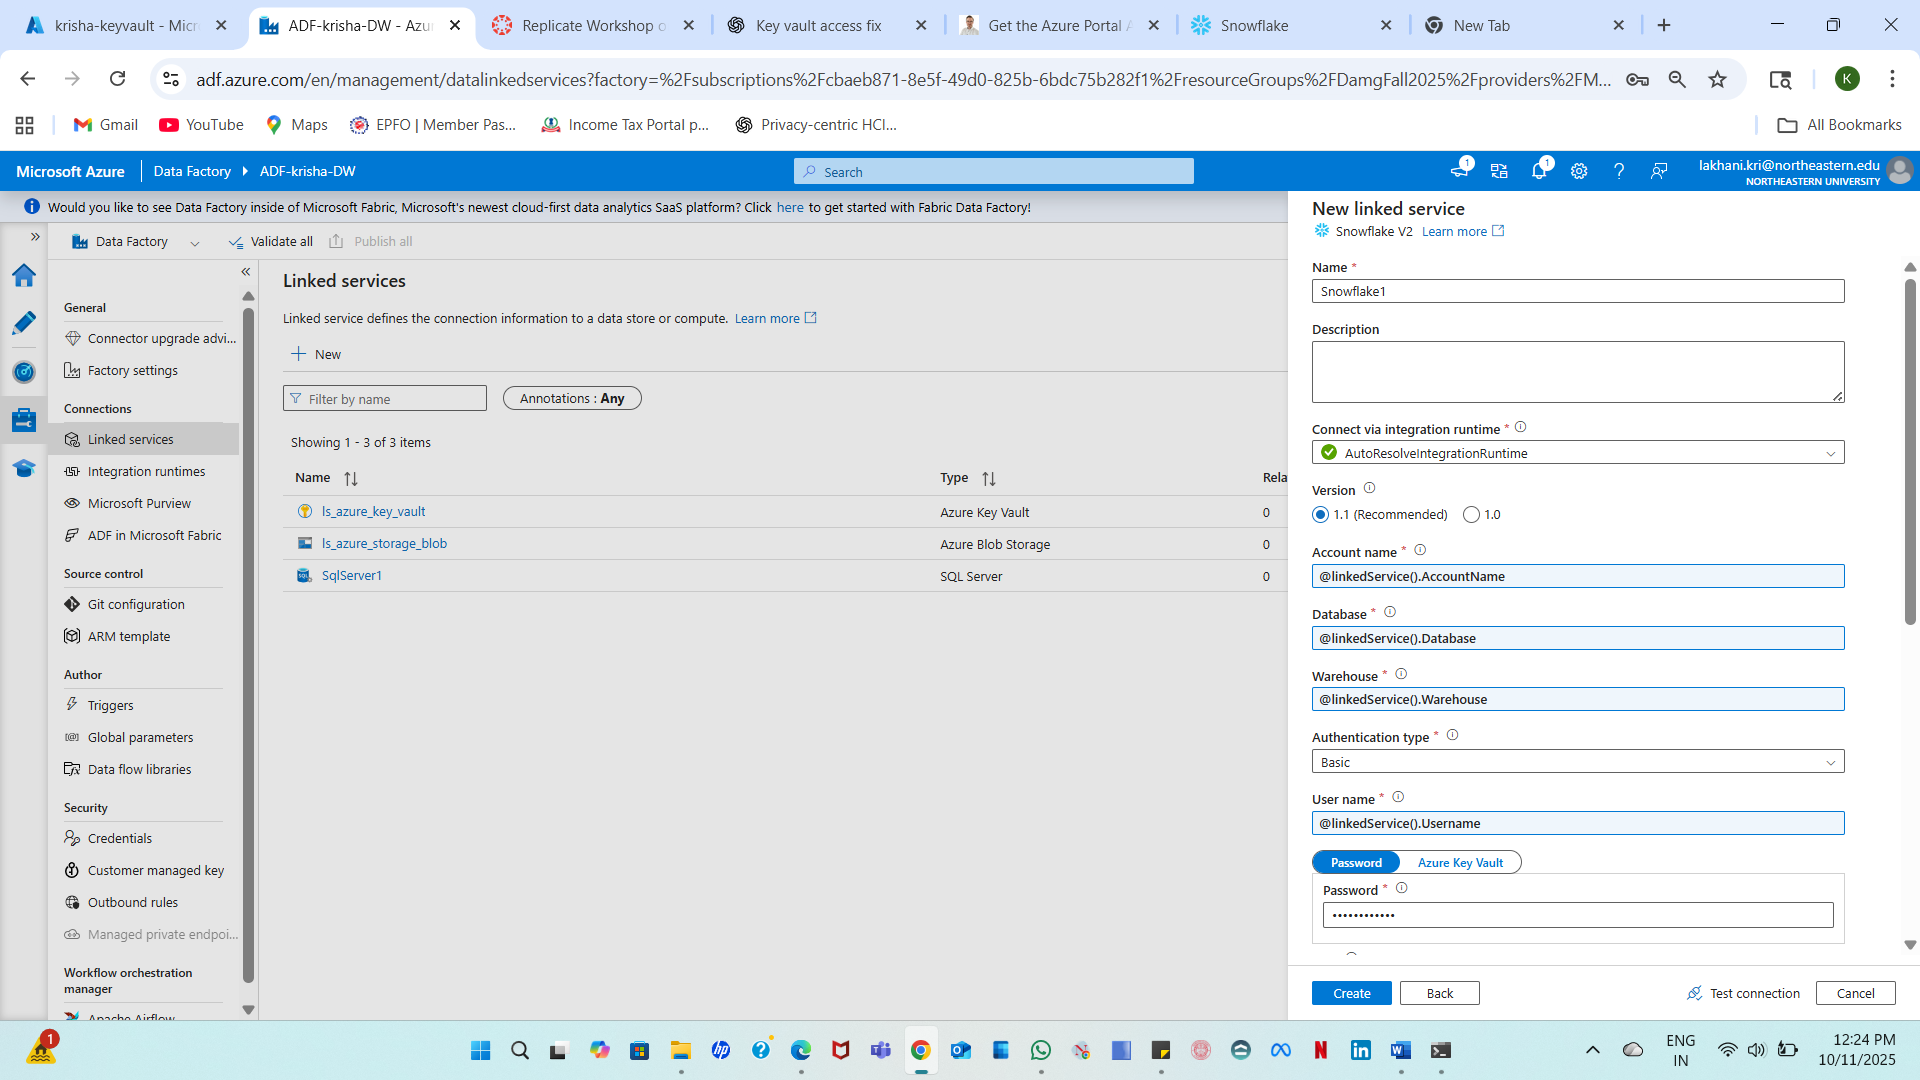 krisha-keyvault - Micr
ADF-krisha-DW - Azur
Replicate Workshop o
Key vault access fix
Get the Azure Portal A
Snowflake
New Tab
adf.azure.com/en/management/datalinkedservices?factory=%2Fsubscriptions%2Fcbaeb871-8e5f-49d0-825b-6bdc75b282f1%2FresourceGroups%2FDamgFall2025%2Fproviders%2FM...
K
Gmail
YouTube
Maps
EPFO | Member Pas...
Income Tax Portal p...
Privacy-centric HCI...
All Bookmarks
Microsoft Azure
Data Factory
ADF-krisha-DW
Search
1
1
lakhani.kri@northeastern.edu
NORTHEASTERN UNIVERSITY
Would you like to see Data Factory inside of Microsoft Fabric, Microsoft's newest cloud-first data analytics SaaS platform? Click here to get started with Fabric Data Factory!
Data Factory
Validate all
Publish all
General
Connector upgrade advi...
Factory settings
Connections
Linked services
Integration runtimes
Microsoft Purview
ADF in Microsoft Fabric
Source control
Git configuration
ARM template
Author
Triggers
Global parameters
Data flow libraries
Security
Credentials
Customer managed key
Outbound rules
Managed private endpoi...
Workflow orchestration
manager
Apache Airflow
Linked services
Linked service defines the connection information to a data store or compute. Learn more
New
Filter by name
Annotations : Any
Showing 1 - 3 of 3 items
Name Type Rela
ls_azure_key_vault Azure Key Vault 0
ls_azure_storage_blob Azure Blob Storage 0
SqlServer1 SQL Server 0
New linked service
Snowflake V2 Learn more
Name *
Snowflake1
Description
Connect via integration runtime *
AutoResolveIntegrationRuntime
Version
1.1 (Recommended) 1.0
Account name *
@linkedService().AccountName
Database *
@linkedService().Database
Warehouse *
@linkedService().Warehouse
Authentication type *
Basic
User name *
@linkedService().Username
Password Azure Key Vault
Password *
••••••••••••
Create
Back
Test connection
Cancel
1
ENG
IN
12:24 PM
10/11/2025